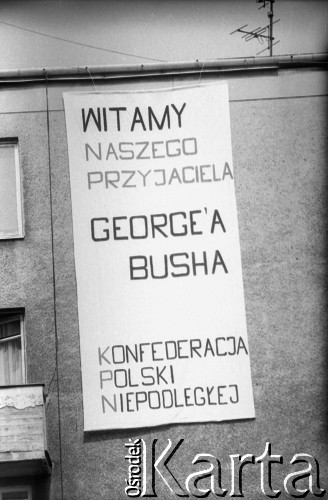 WITAMY
NASZEGO
PRZYJACIELA
GEORGE'A
BUSHA
KONFEDERACJA
POLSKI
NIEPODLEGŁEJ
Ośrodek
Karta